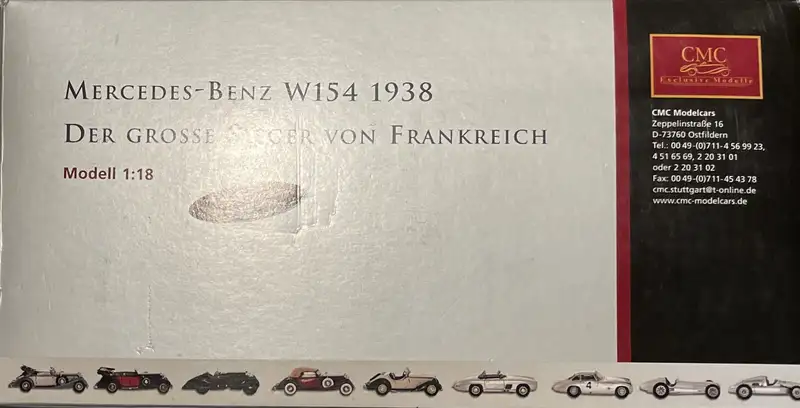 MERCEDES-BENZ W154 1938
DER GROSSE SIEGER VON FRANKREICH
Modell 1:18
CMC
Exclusive Modelle
CMC Modelcars
Zeppelinstraße 16
D-73760 Ostfildern
Tel.: 00 49-(0)711-4 56 99 23,
4 51 65 69, 2 20 31 01
oder 2 20 31 02
Fax: 00 49-(0)711-45 43 78
cmc.stuttgart@t-online.de
www.cmc-modelcars.de
4